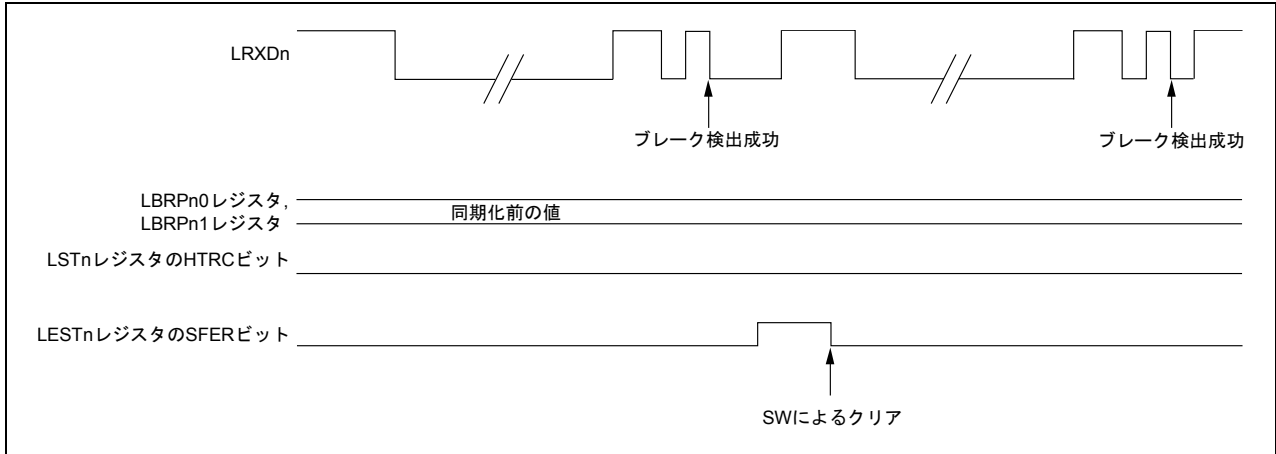 LRXDn
ブレーク検出成功
ブレーク検出成功
LBRPn0レジスタ,
LBRPn1レジスタ
同期化前の値
LSTnレジスタのHTRCビット
LESTnレジスタのSFERビット
SWによるクリア